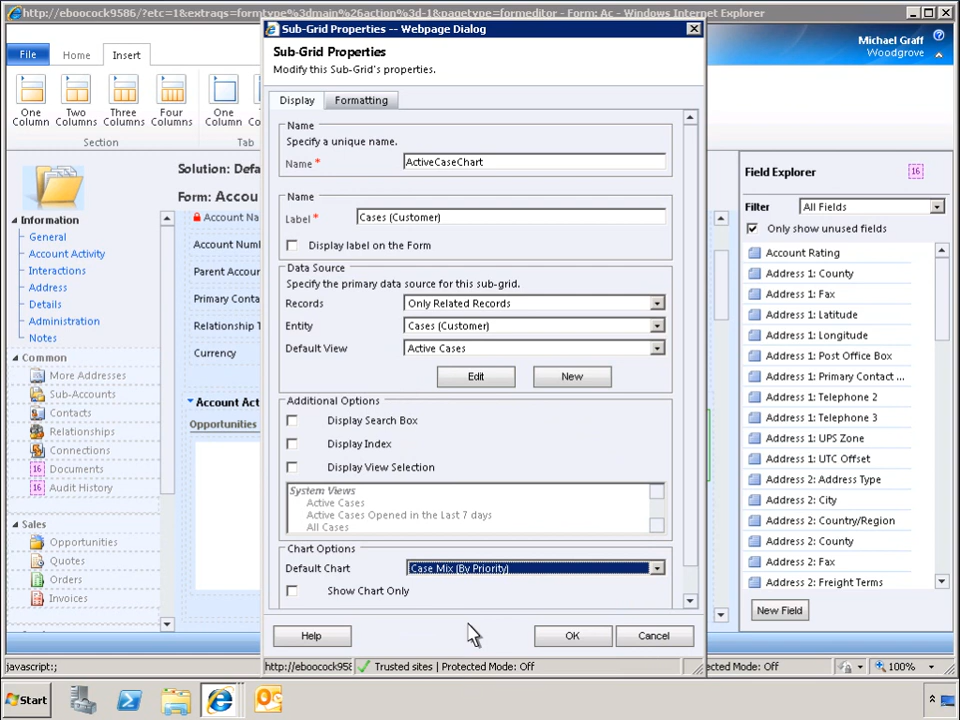 http://eboocock9586/?etc=1&extraqs=formtype%3dmain%26action%3d-1&pagetype=formeditor - Form: Ac - Windows Internet Explorer
Sub-Grid Properties -- Webpage Dialog
Sub-Grid Properties
Modify this Sub-Grid's properties.
Michael Graff
Woodgrove
File
Home
Insert
One Column
Two Columns
Three Columns
Four Columns
One Column
Section
Tab
Display
Formatting
Name
Specify a unique name.
Name *
ActiveCaseChart
Name
Label *
Cases (Customer)
Display label on the Form
Data Source
Specify the primary data source for this sub-grid.
Records
Only Related Records
Entity
Cases (Customer)
Default View
Active Cases
Edit
New
Additional Options
Display Search Box
Display Index
Display View Selection
System Views
Active Cases
Active Cases Opened in the Last 7 days
All Cases
Chart Options
Default Chart
Case Mix (By Priority)
Show Chart Only
Help
OK
Cancel
http://eboocock958
Trusted sites | Protected Mode: Off
Solution: Defa
Form: Accou
Information
General
Account Activity
Interactions
Address
Details
Administration
Notes
Common
More Addresses
Sub-Accounts
Contacts
Relationships
Connections
16 Documents
16 Audit History
Sales
Opportunities
Quotes
Orders
Invoices
Account Na
Account Numb
Parent Accour
Primary Conta
Relationship T
Currency
Account Act
Opportunities
Field Explorer
16
Filter
All Fields
Only show unused fields
Account Rating
Address 1: County
Address 1: Fax
Address 1: Latitude
Address 1: Longitude
Address 1: Post Office Box
Address 1: Primary Contact ...
Address 1: Telephone 2
Address 1: Telephone 3
Address 1: UPS Zone
Address 1: UTC Offset
Address 2: Address Type
Address 2: City
Address 2: Country/Region
Address 2: County
Address 2: Fax
Address 2: Freight Terms
New Field
javascript:;
ected Mode: Off
100%
Start